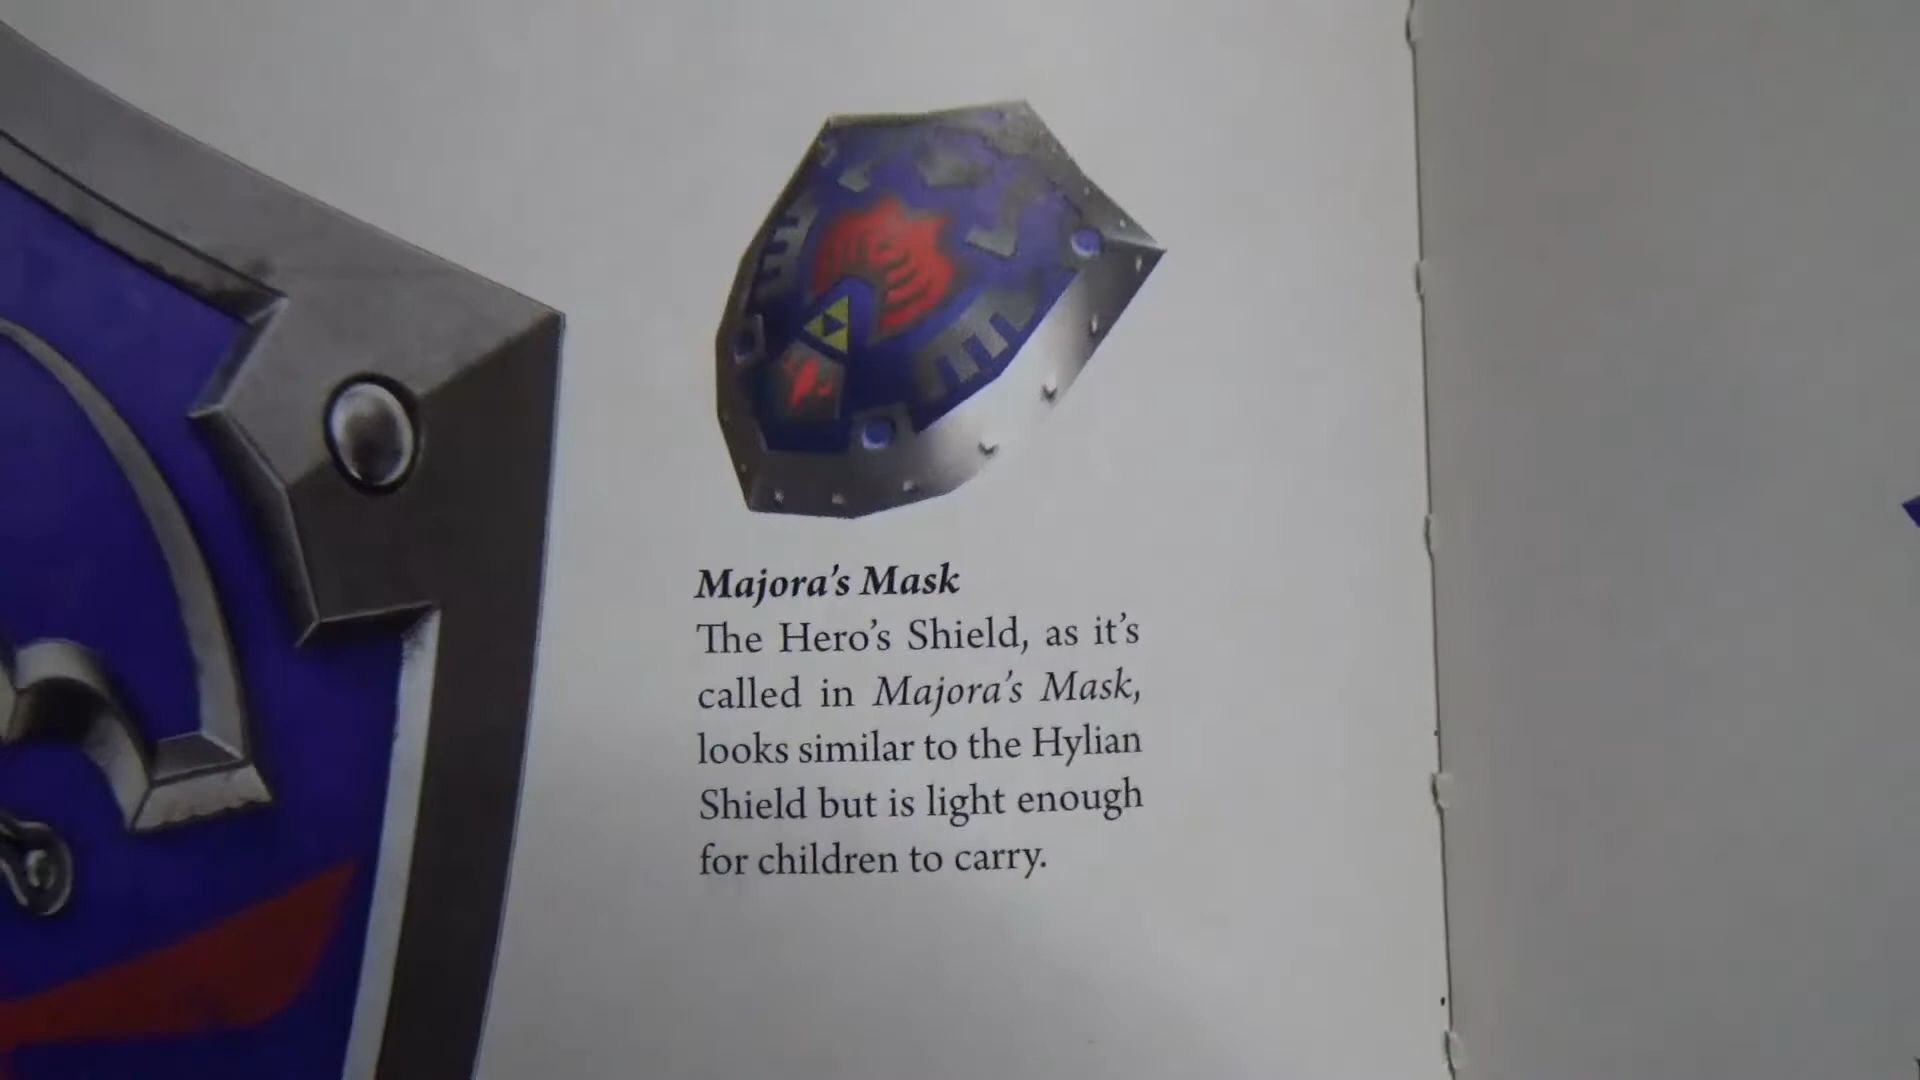 Majora's Mask
The Hero's Shield, as it's
called in Majora's Mask,
looks similar to the Hylian
Shield but is light enough
for children to carry.